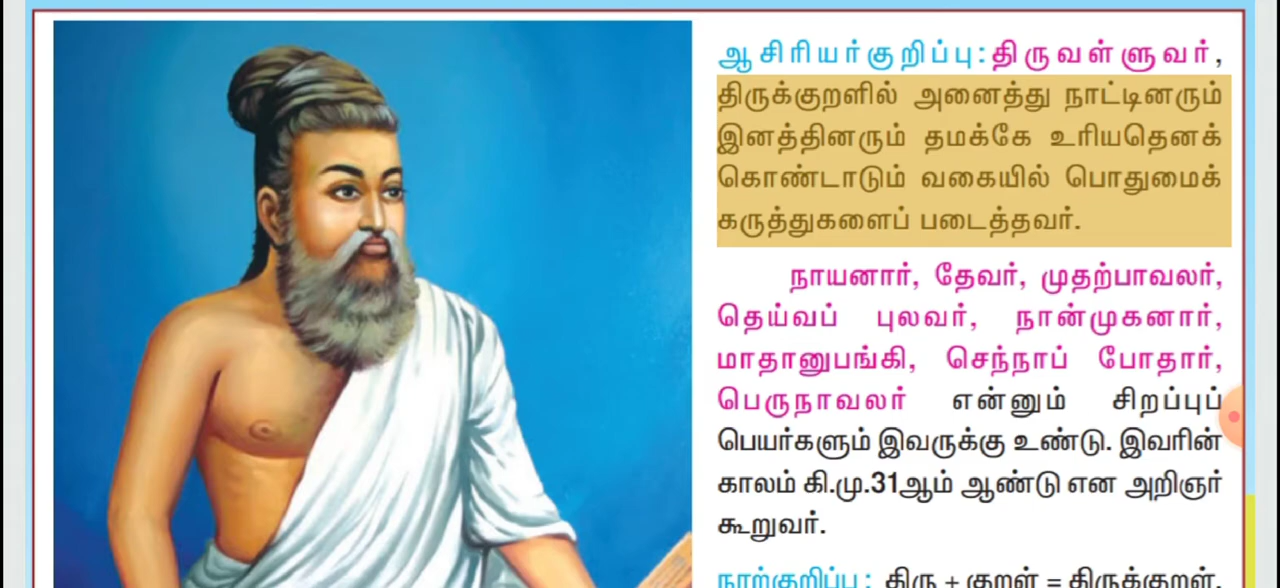 ஆசிரியர்குறிப்பு: திருவள்ளுவர்,
திருக்குறளில் அனைத்து நாட்டினரும்
இனத்தினரும் தமக்கே உரியதெனக்
கொண்டாடும் வகையில் பொதுமைக்
கருத்துகளைப் படைத்தவர்.
நாயனார், தேவர், முதற்பாவலர்,
தெய்வப் புலவர், நான்முகனார்,
மாதானுபங்கி, செந்நாப் போதார்,
பெருநாவலர் என்னும் சிறப்புப்
பெயர்களும் இவருக்கு உண்டு. இவரின்
காலம் கி.மு.31ஆம் ஆண்டு என அறிஞர்
கூறுவர்.
நூற்குறிப்பு: திரு + குறள் = திருக்குறள்.